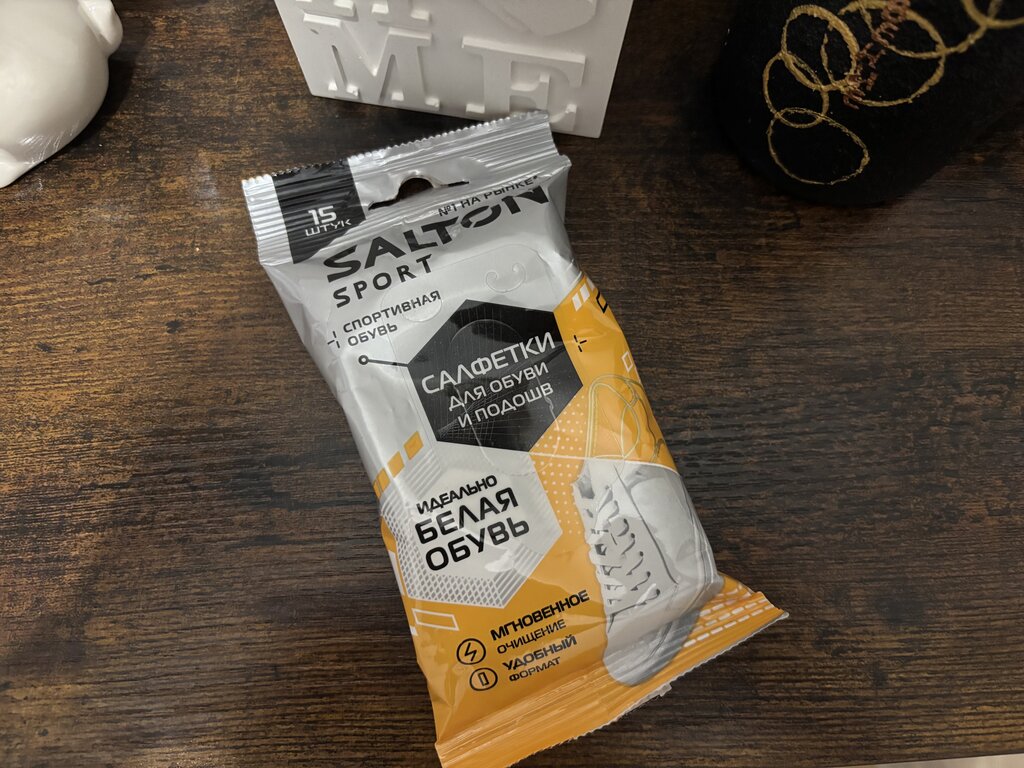 ME
15
ШТУК
№1 НА РЫНКЕ*
SALTON
SPORT
СПОРТИВНАЯ
ОБУВЬ
САЛФЕТКИ
ДЛЯ ОБУВИ
И ПОДОШВ
ИДЕАЛЬНО
БЕЛАЯ
ОБУВЬ
МГНОВЕННОЕ
ОЧИЩЕНИЕ
УДОБНЫЙ
ФОРМАТ